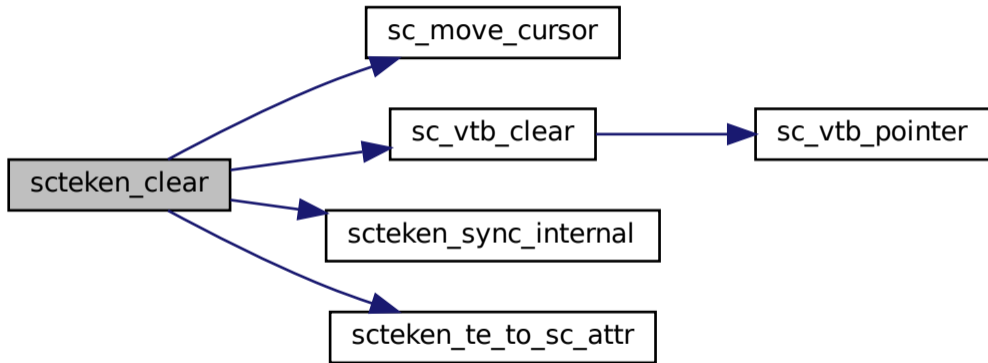 sc_move_cursor
sc_vtb_clear
sc_vtb_pointer
scteken_clear
scteken_sync_internal
scteken_te_to_sc_attr